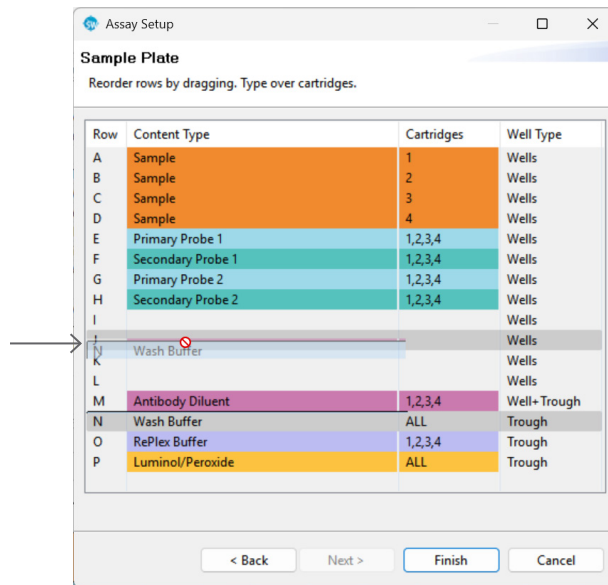 SW Assay Setup
Sample Plate
Reorder rows by dragging. Type over cartridges.
Row Content Type Cartridges Well Type
A Sample 1 Wells
B Sample 2 Wells
C Sample 3 Wells
D Sample 4 Wells
E Primary Probe 1 1,2,3,4 Wells
F Secondary Probe 1 1,2,3,4 Wells
G Primary Probe 2 1,2,3,4 Wells
H Secondary Probe 2 1,2,3,4 Wells
I Wells
J Wells
N Wash Buffer
K Wells
L Wells
M Antibody Diluent 1,2,3,4 Well+Trough
N Wash Buffer ALL Trough
O RePlex Buffer 1,2,3,4 Trough
P Luminol/Peroxide ALL Trough
< Back Next > Finish Cancel